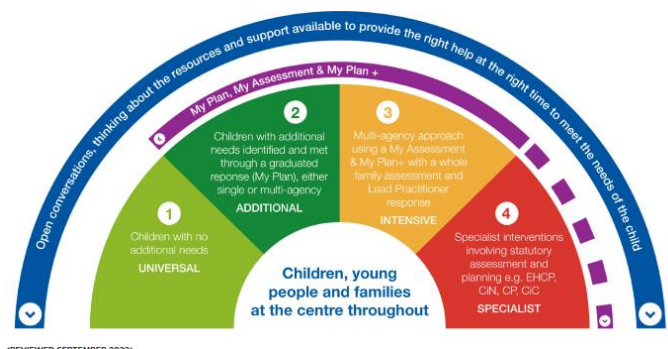 Open conversations, thinking about the resources and support available to provide the right help at the right time to meet the needs of the child
My Plan, My Assessment & My Plan +
1
Children with no
additional needs
UNIVERSAL
2
Children with additional
needs identified and met
through a graduated
reponse (My Plan), either
single or multi-agency
ADDITIONAL
3
Multi-agency approach
using a My Assessment
& My Plan+ with a whole
family assessment and
Lead Practitioner
response
INTENSIVE
4
Specialist interventions
involving statutory
assessment and
planning e.g. EHCP,
CiN, CP, CiC
SPECIALIST
Children, young
people and families
at the centre throughout